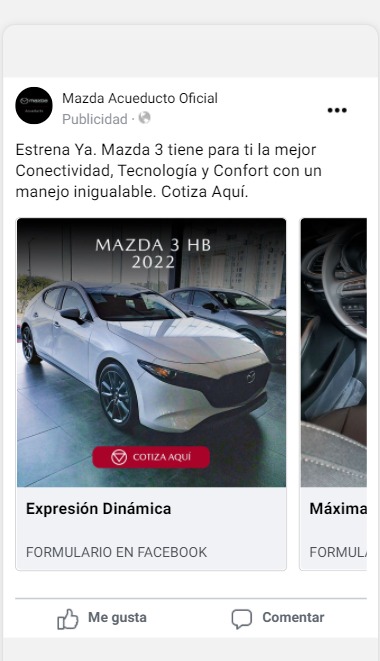 Mazda Acueducto Oficial
Publicidad ·
Estrena Ya. Mazda 3 tiene para ti la mejor
Conectividad, Tecnología y Confort con un
manejo inigualable. Cotiza Aquí.
MAZDA 3 HB
2022
COTIZA AQUÍ
Expresión Dinámica
Máxima
FORMULARIO EN FACEBOOK
FORMUL
Me gusta
Comentar